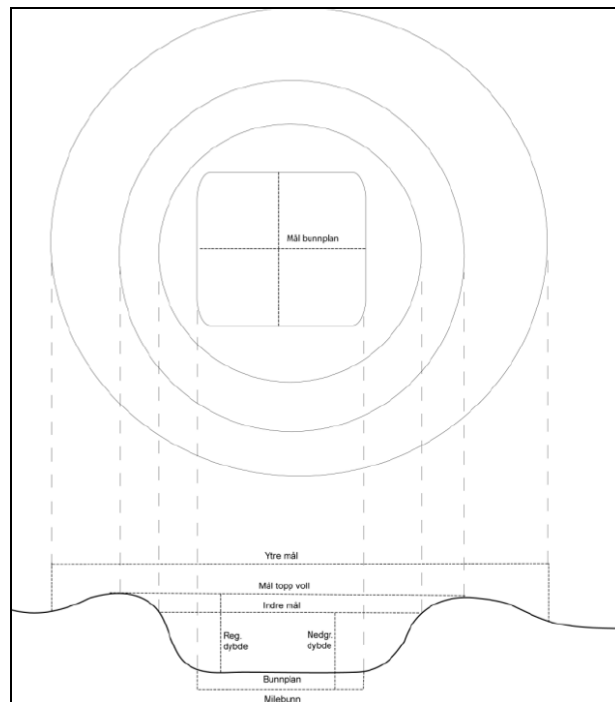 Mål bunnplan
Ytre mål
Mål topp voll
Indre mål
Reg.
dybde
Nedgr.
dybde
Bunnplan
Milebunn